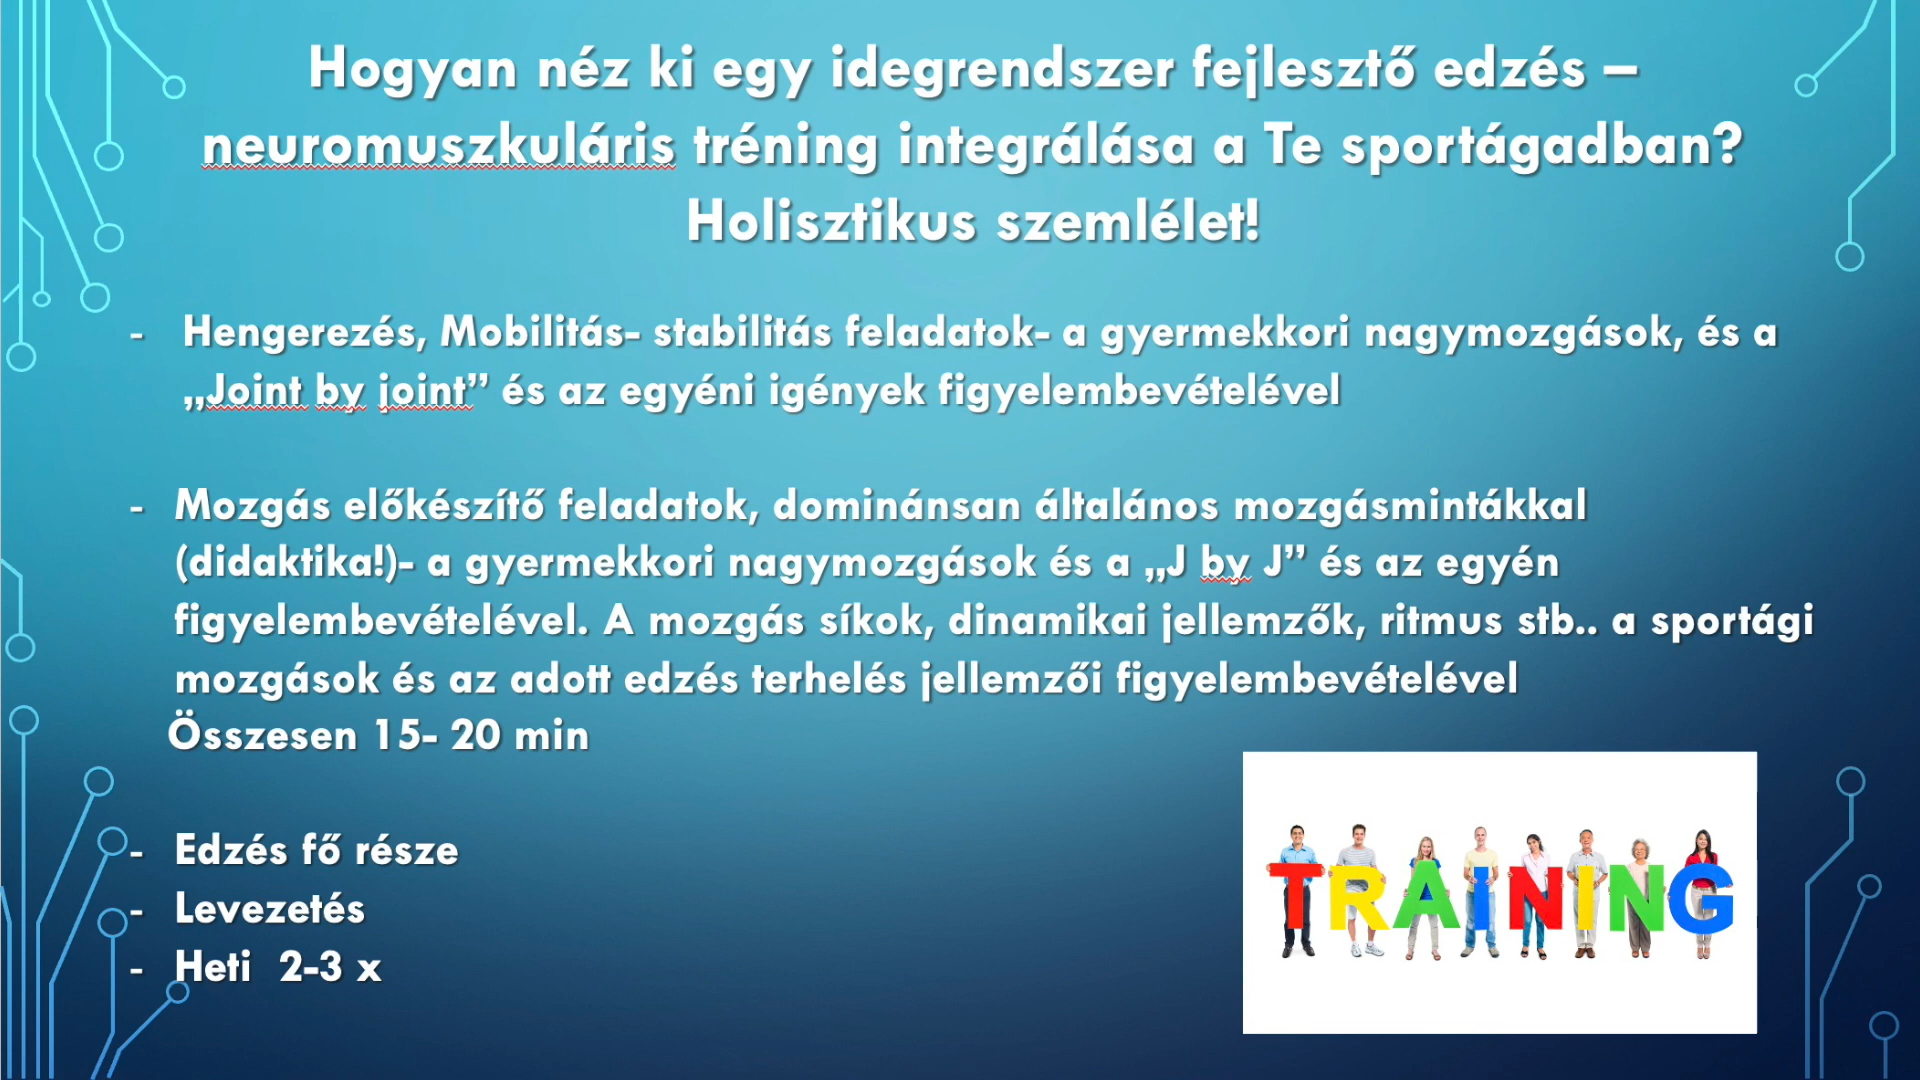 Hogyan néz ki egy idegrendszer fejlesztő edzés –
neuromuszkuláris tréning integrálása a Te sportágadban?
Holisztikus szemlélet!
- Hengerezés, Mobilitás- stabilitás feladatok- a gyermekkori nagymozgások, és a
„Joint by joint” és az egyéni igények figyelembevételével
- Mozgás előkészítő feladatok, dominánsan általános mozgásmintákkal
(didaktika!)- a gyermekkori nagymozgások és a „J by J” és az egyén
figyelembevételével. A mozgás síkok, dinamikai jellemzők, ritmus stb.. a sportági
mozgások és az adott edzés terhelés jellemzői figyelembevételével
Összesen 15- 20 min
- Edzés fő része
- Levezetés
- Heti 2-3 x
TRAINING